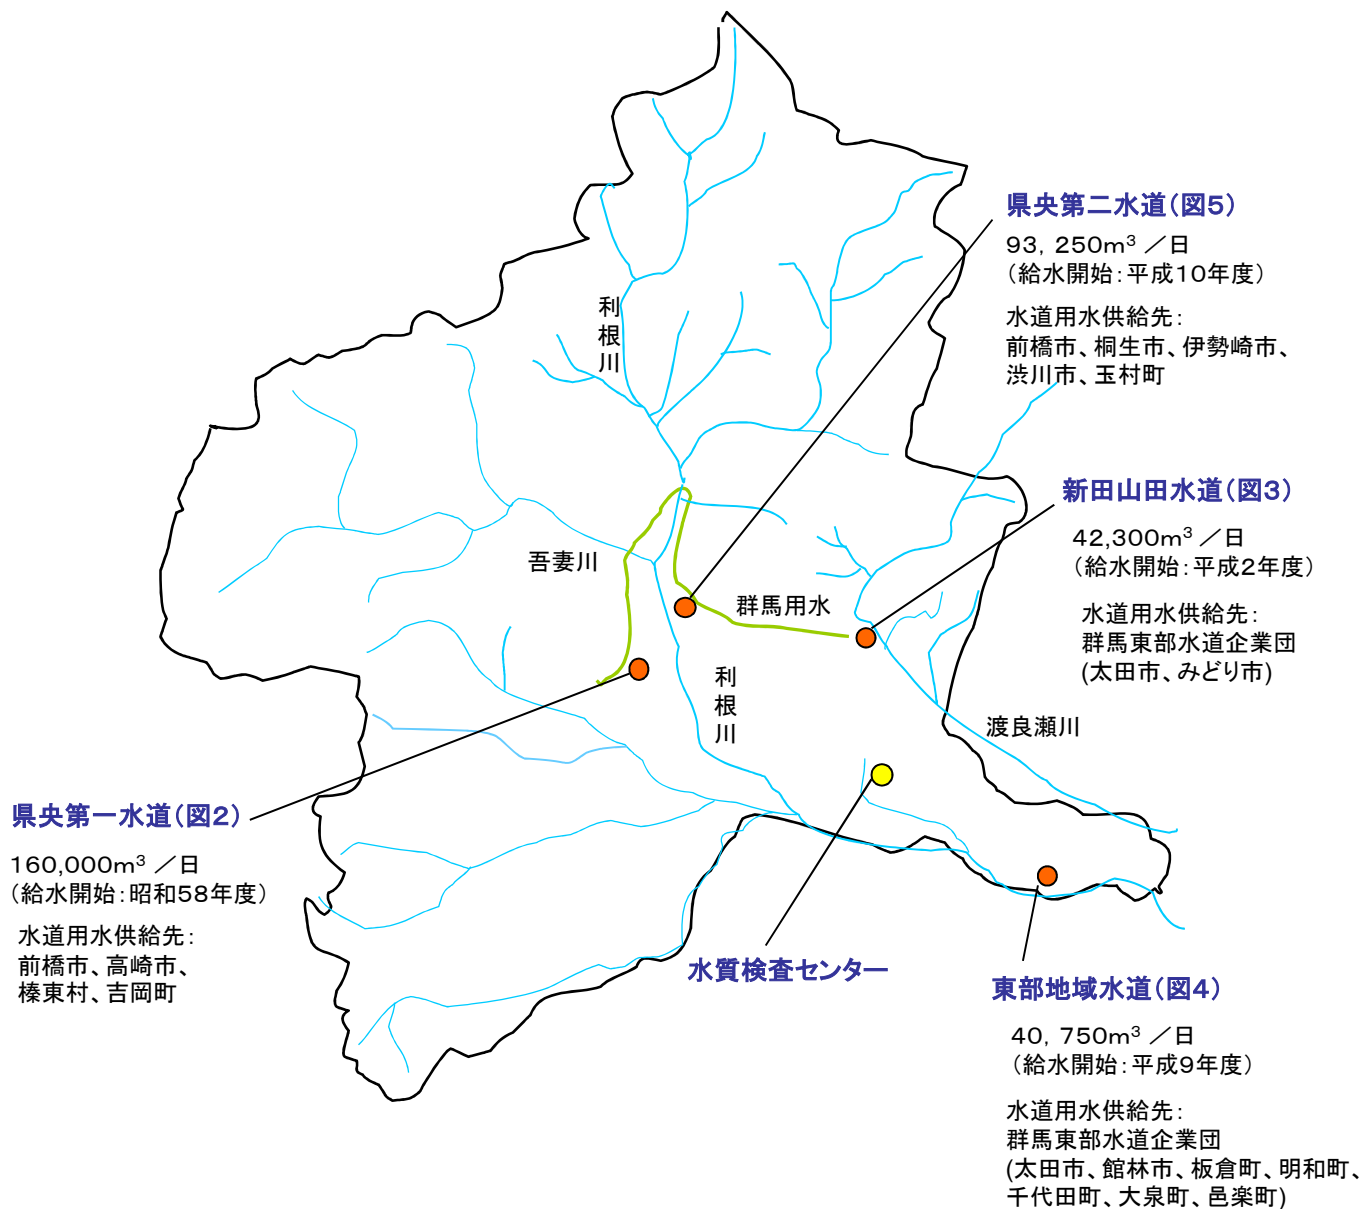 県央第二水道(図5)
93, 250m³ ／日
(給水開始：平成10年度)
水道用水供給先：
前橋市、桐生市、伊勢崎市、
渋川市、玉村町
利根川
新田山田水道(図3)
42,300m³ ／日
(給水開始：平成2年度)
水道用水供給先：
群馬東部水道企業団
(太田市、みどり市)
吾妻川
群馬用水
利根川
渡良瀬川
県央第一水道(図2)
160,000m³ ／日
(給水開始：昭和58年度)
水道用水供給先：
前橋市、高崎市、
榛東村、吉岡町
水質検査センター
東部地域水道(図4)
40, 750m³ ／日
(給水開始：平成9年度)
水道用水供給先：
群馬東部水道企業団
(太田市、館林市、板倉町、明和町、
千代田町、大泉町、邑楽町)